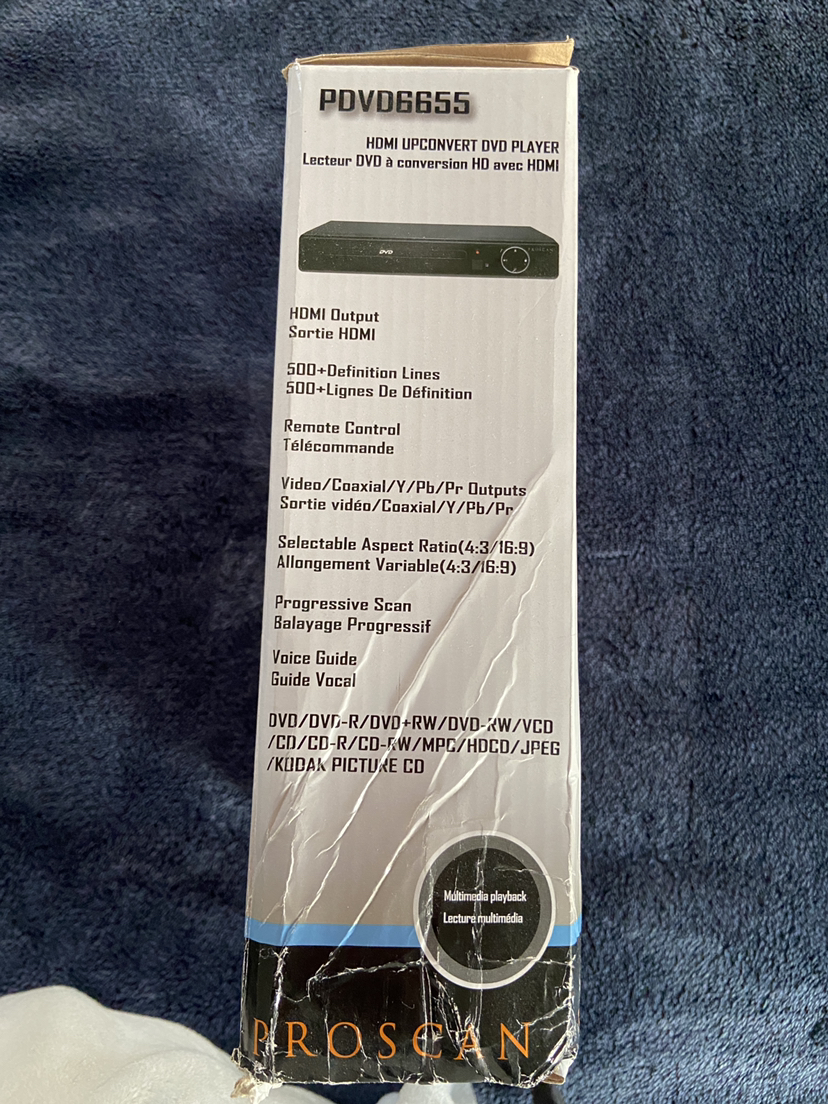 PDVD6655
HDMI UPCONVERT DVD PLAYER
Lecteur DVD à conversion HD avec HDMI
DVD
PROSCAN
HDMI Output
Sortie HDMI
500+Definition Lines
500+Lignes De Définition
Remote Control
Télécommande
Video/Coaxial/Y/Pb/Pr Outputs
Sortie vidéo/Coaxial/Y/Pb/Pr
Selectable Aspect Ratio(4:3/16:9)
Allongement Variable(4:3/16:9)
Progressive Scan
Balayage Progressif
Voice Guide
Guide Vocal
DVD/DVD-R/DVD+RW/DVD-RW/VCD
/CD/CD-R/CD-RW/MPG/HDCD/JPEG
/KODAK PICTURE CD
Multimedia playback
Lecture multimédia
PROSCAN